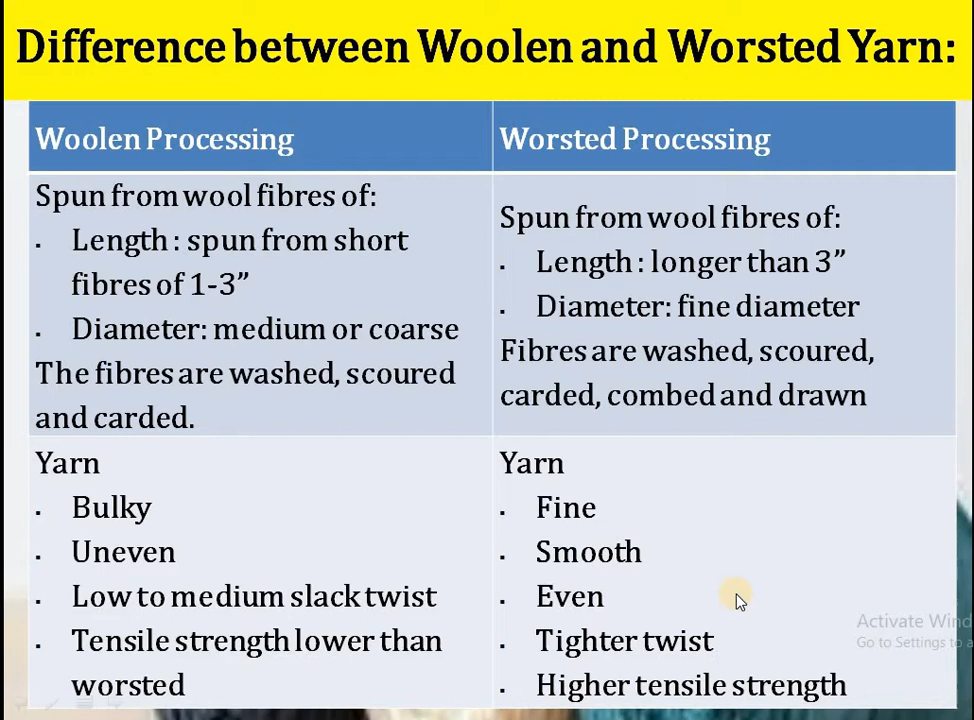 Difference between Woolen and Worsted Yarn:
Woolen Processing
Spun from wool fibres of:
▪ Length : spun from short
fibres of 1-3”
▪ Diameter: medium or coarse
The fibres are washed, scoured
and carded.
Yarn
▪ Bulky
▪ Uneven
▪ Low to medium slack twist
▪ Tensile strength lower than
worsted
Worsted Processing
Spun from wool fibres of:
▪ Length : longer than 3”
▪ Diameter: fine diameter
Fibres are washed, scoured,
carded, combed and drawn
Yarn
▪ Fine
▪ Smooth
▪ Even
▪ Tighter twist
▪ Higher tensile strength
Activate Wind
Go to Settings to a